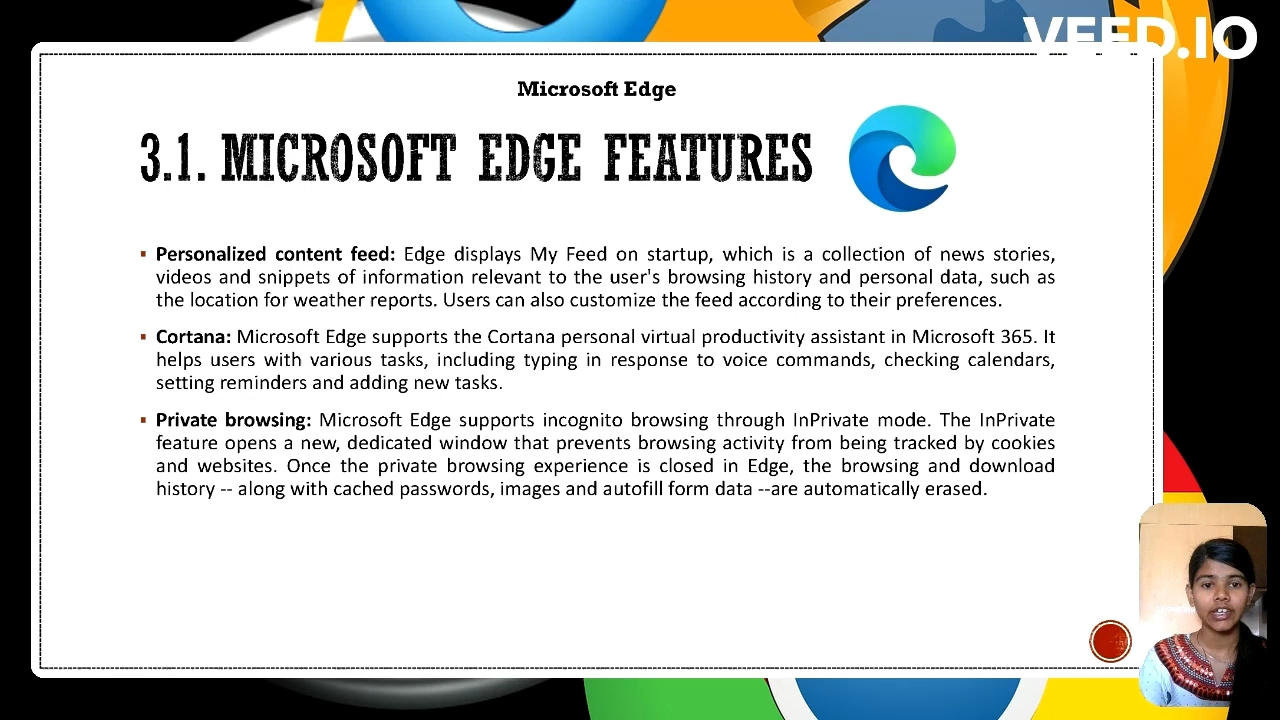 VEED.IO
Microsoft Edge
3.1. MICROSOFT EDGE FEATURES
▪ Personalized content feed: Edge displays My Feed on startup, which is a collection of news stories,
videos and snippets of information relevant to the user's browsing history and personal data, such as
the location for weather reports. Users can also customize the feed according to their preferences.
▪ Cortana: Microsoft Edge supports the Cortana personal virtual productivity assistant in Microsoft 365. It
helps users with various tasks, including typing in response to voice commands, checking calendars,
setting reminders and adding new tasks.
▪ Private browsing: Microsoft Edge supports incognito browsing through InPrivate mode. The InPrivate
feature opens a new, dedicated window that prevents browsing activity from being tracked by cookies
and websites. Once the private browsing experience is closed in Edge, the browsing and download
history -- along with cached passwords, images and autofill form data --are automatically erased.